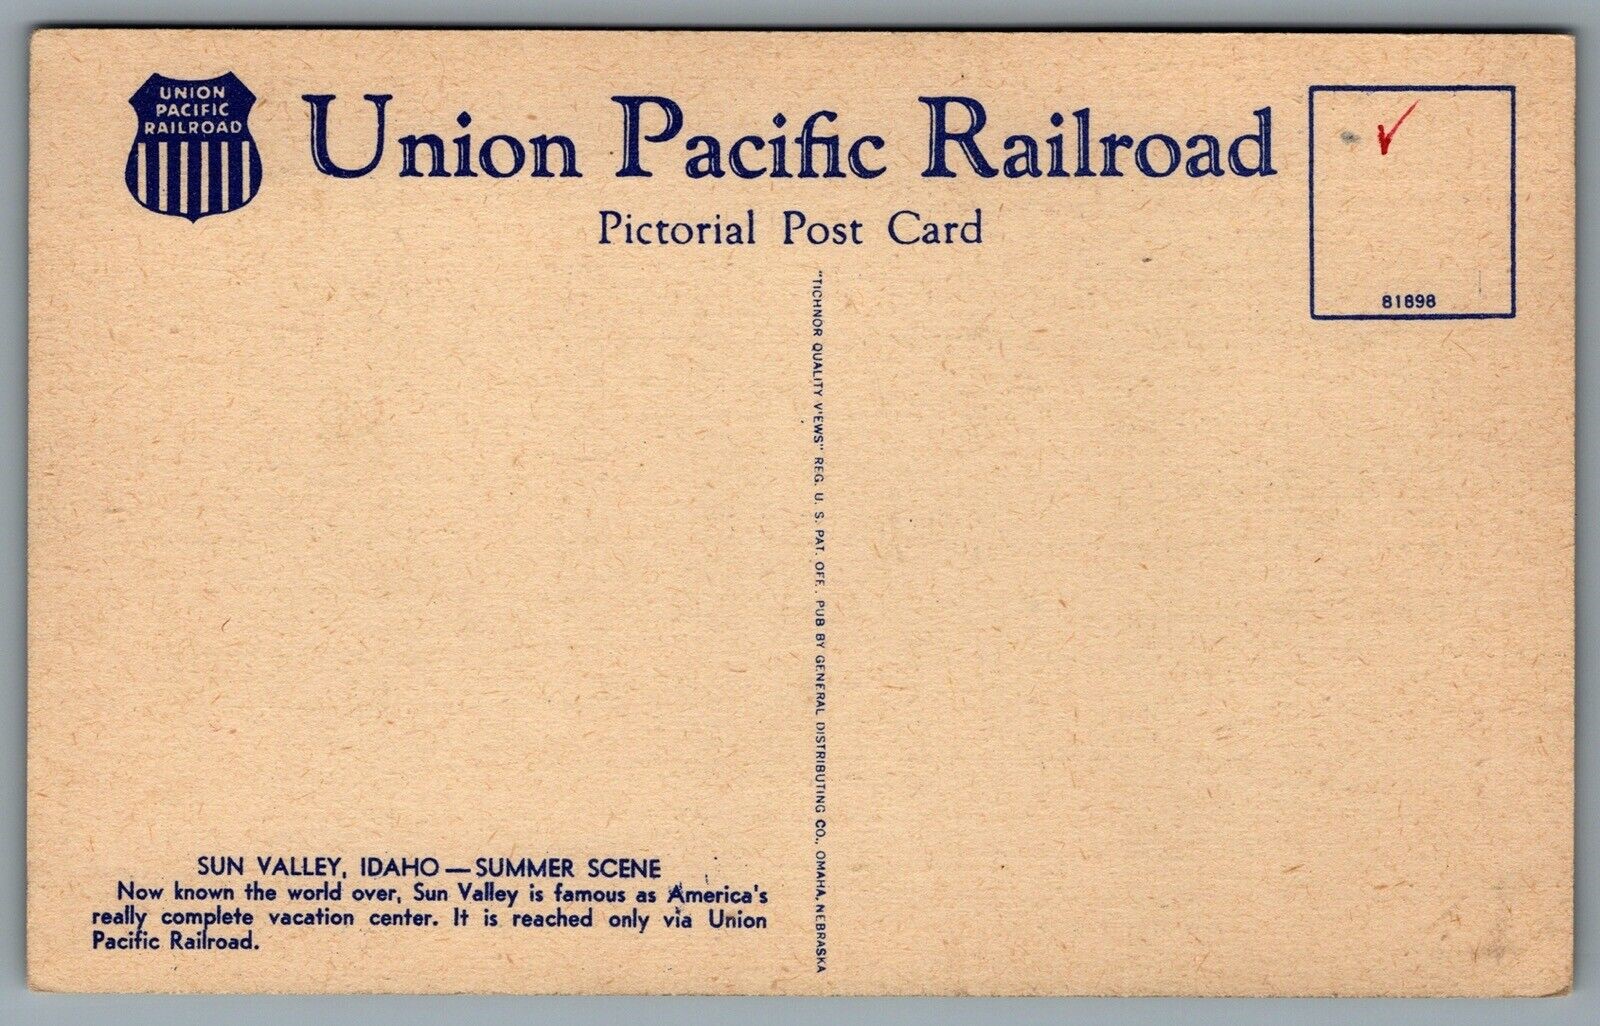 UNION
PACIFIC
RAILROAD
Union Pacific Railroad
Pictorial Post Card
81898
"TICHNOR QUALITY VIEWS" REG. U. S. PAT. OFF. PUB BY GENERAL DISTRIBUTING CO., OMAHA, NEBRASKA
SUN VALLEY, IDAHO—SUMMER SCENE
Now known the world over, Sun Valley is famous as America's
really complete vacation center. It is reached only via Union
Pacific Railroad.